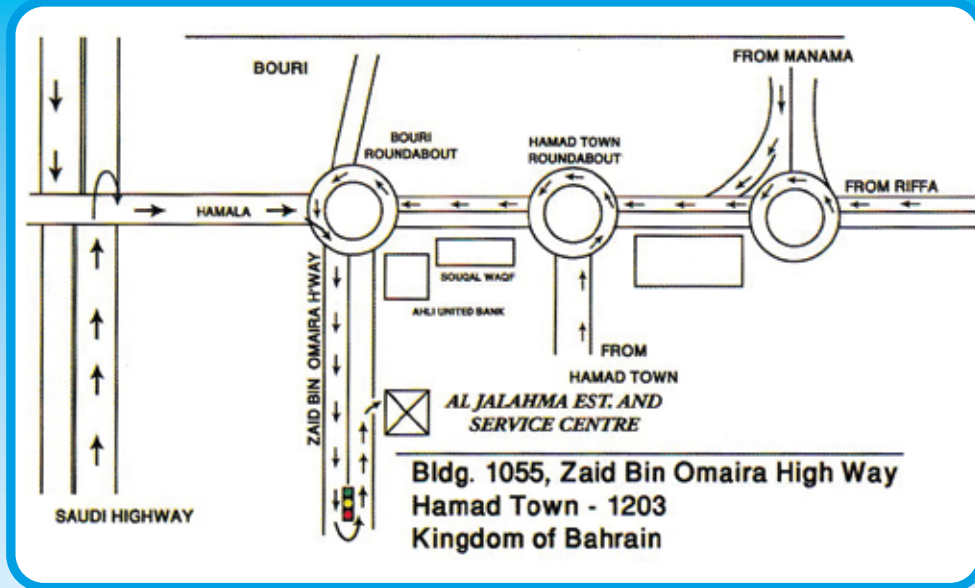 BOURI
FROM MANAMA
BOURI
ROUNDABOUT
HAMAD TOWN
ROUNDABOUT
FROM RIFFA
HAMALA
ZAID BIN OMAIRA H'WAY
SOUQAL WAQF
AHLI UNITED BANK
FROM
HAMAD TOWN
AL JALAHMA EST. AND
SERVICE CENTRE
SAUDI HIGHWAY
Bldg. 1055, Zaid Bin Omaira High Way
Hamad Town - 1203
Kingdom of Bahrain